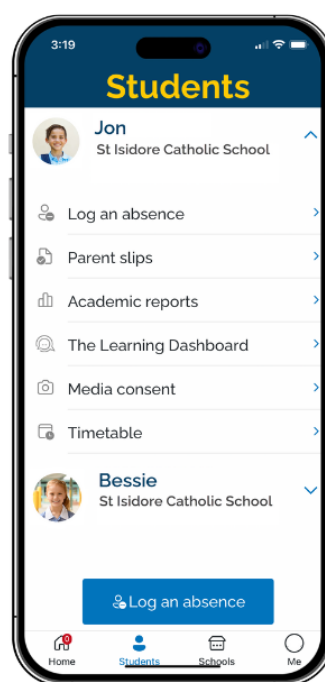 3:19
Students
Jon
St Isidore Catholic School
Log an absence
Parent slips
Academic reports
The Learning Dashboard
Media consent
Timetable
Bessie
St Isidore Catholic School
Log an absence
0
Home Students Schools Me